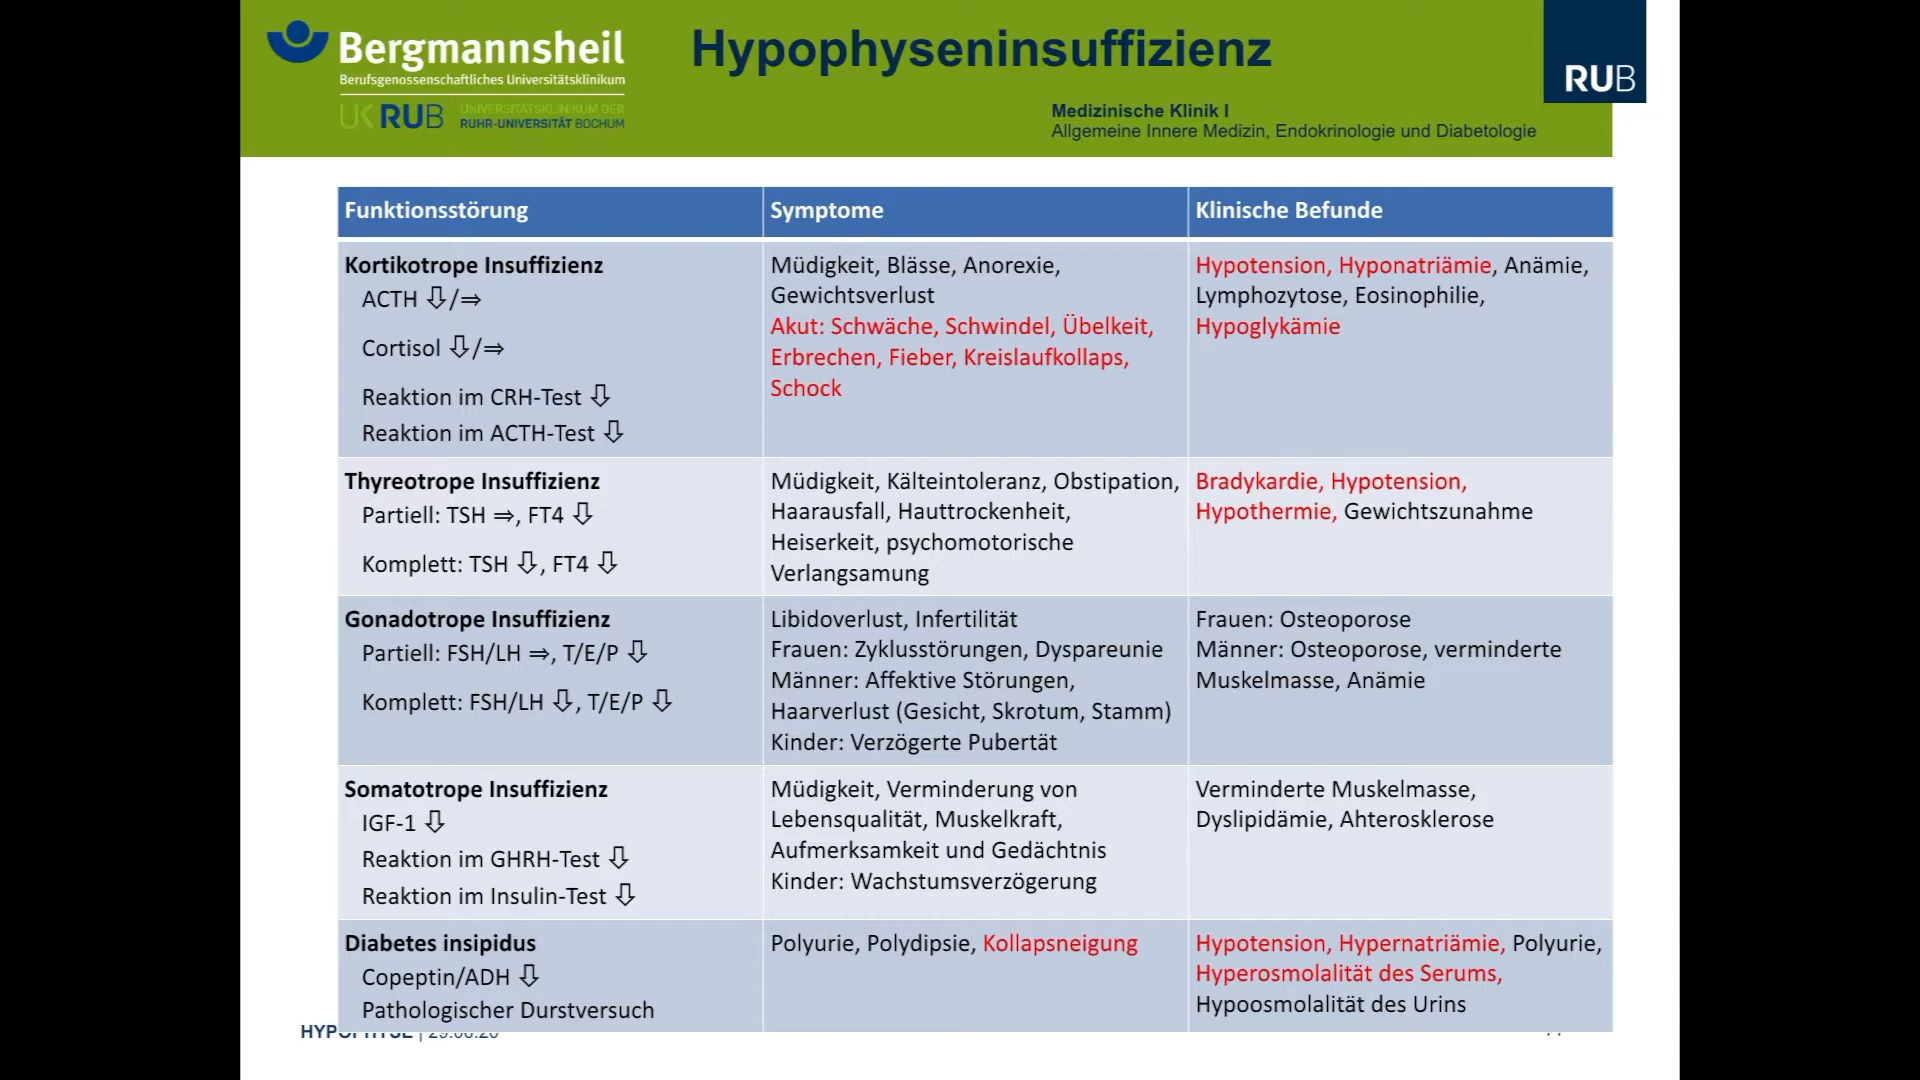 Bergmannsheil
Berufsgenossenschaftliches Universitätsklinikum
UK RUB
UNIVERSITÄTSKLINIKUM DER
RUHR-UNIVERSITÄT BOCHUM
Hypophyseninsuffizienz
Medizinische Klinik I
Allgemeine Innere Medizin, Endokrinologie und Diabetologie
RUB
Funktionsstörung
Symptome
Klinische Befunde
Kortikotrope Insuffizienz
ACTH ⇩/⇒
Cortisol ⇩/⇒
Reaktion im CRH-Test ⇩
Reaktion im ACTH-Test ⇩
Müdigkeit, Blässe, Anorexie,
Gewichtsverlust
Akut: Schwäche, Schwindel, Übelkeit,
Erbrechen, Fieber, Kreislaufkollaps,
Schock
Hypotension, Hyponatriämie, Anämie,
Lymphozytose, Eosinophilie,
Hypoglykämie
Thyreotrope Insuffizienz
Partiell: TSH ⇒, FT4 ⇩
Komplett: TSH ⇩, FT4 ⇩
Müdigkeit, Kälteintoleranz, Obstipation,
Haarausfall, Hauttrockenheit,
Heiserkeit, psychomotorische
Verlangsamung
Bradykardie, Hypotension,
Hypothermie, Gewichtszunahme
Gonadotrope Insuffizienz
Partiell: FSH/LH ⇒, T/E/P ⇩
Komplett: FSH/LH ⇩, T/E/P ⇩
Libidoverlust, Infertilität
Frauen: Zyklusstörungen, Dyspareunie
Männer: Affektive Störungen,
Haarverlust (Gesicht, Skrotum, Stamm)
Kinder: Verzögerte Pubertät
Frauen: Osteoporose
Männer: Osteoporose, verminderte
Muskelmasse, Anämie
Somatotrope Insuffizienz
IGF-1 ⇩
Reaktion im GHRH-Test ⇩
Reaktion im Insulin-Test ⇩
Müdigkeit, Verminderung von
Lebensqualität, Muskelkraft,
Aufmerksamkeit und Gedächtnis
Kinder: Wachstumsverzögerung
Verminderte Muskelmasse,
Dyslipidämie, Ahterosklerose
Diabetes insipidus
Copeptin/ADH ⇩
Pathologischer Durstversuch
Polyurie, Polydipsie, Kollapsneigung
Hypotension, Hypernatriämie, Polyurie,
Hyperosmolalität des Serums,
Hypoosmolalität des Urins
HYPOPHYSE |